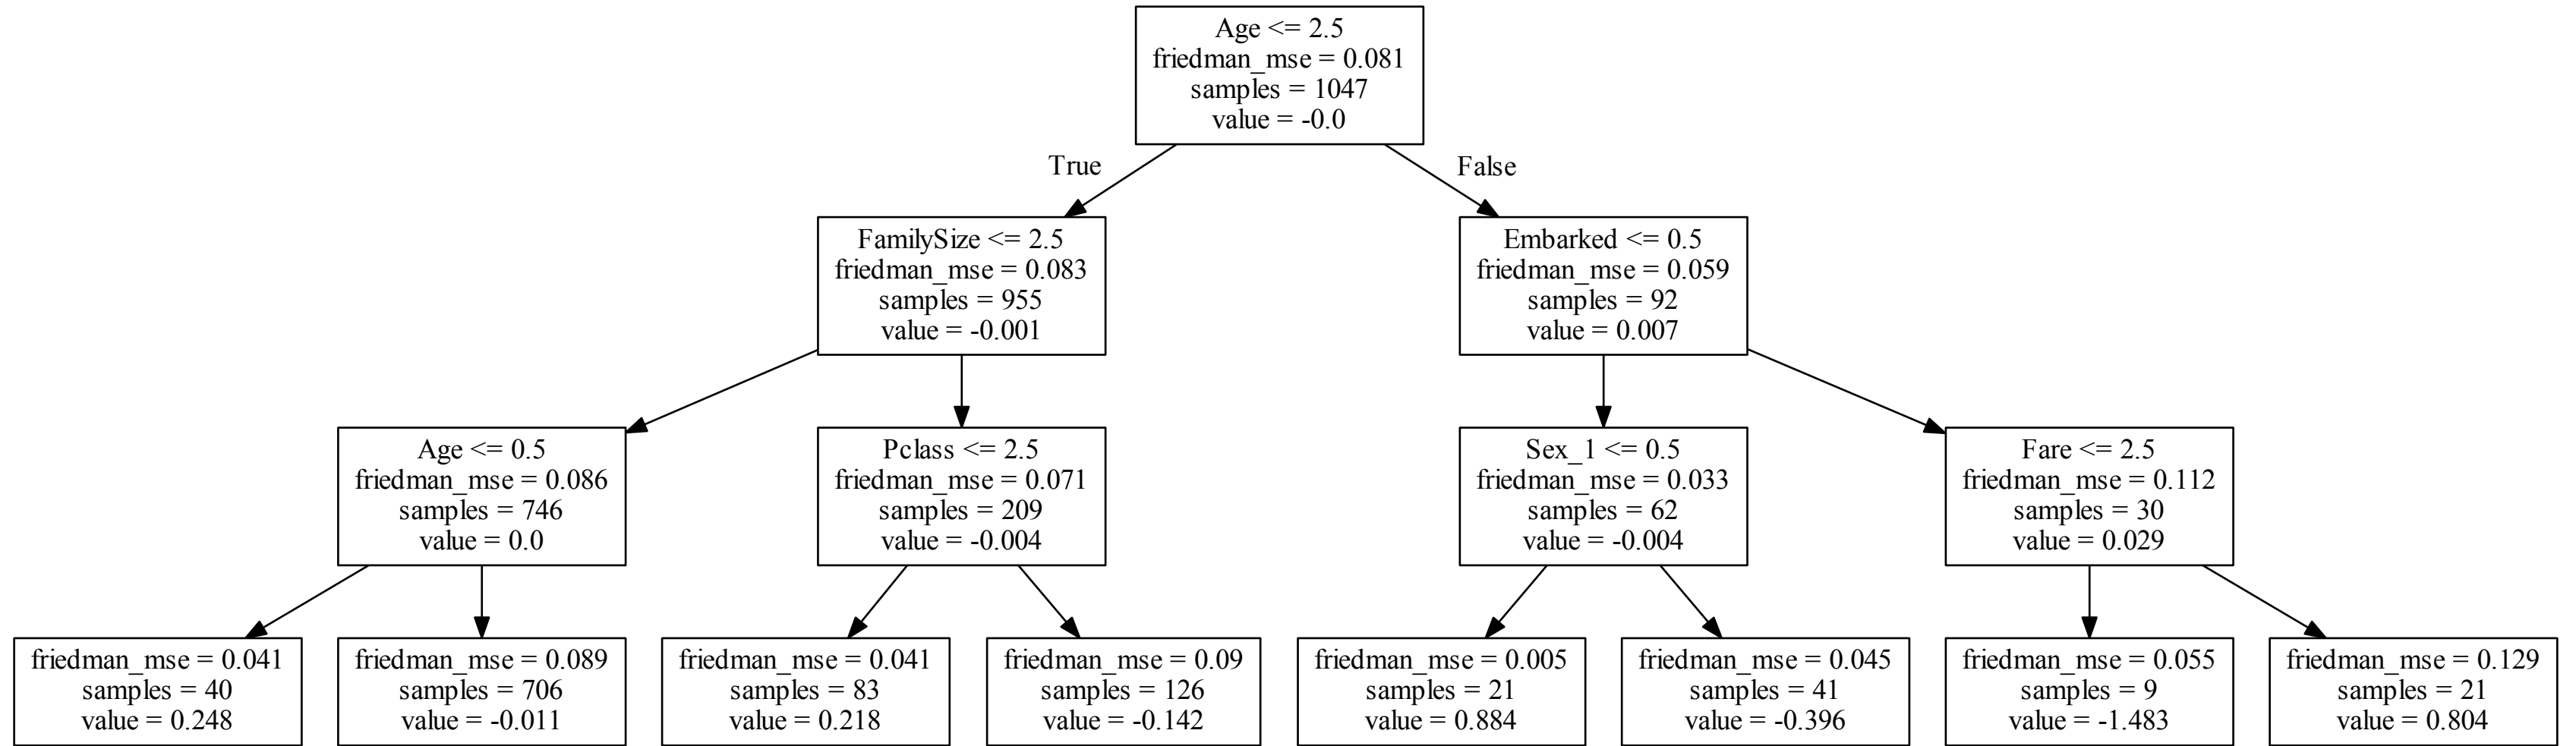 Age <= 2.5
friedman_mse = 0.081
samples = 1047
value = -0.0
True
False
FamilySize <= 2.5
friedman_mse = 0.083
samples = 955
value = -0.001
Embarked <= 0.5
friedman_mse = 0.059
samples = 92
value = 0.007
Age <= 0.5
friedman_mse = 0.086
samples = 746
value = 0.0
Pclass <= 2.5
friedman_mse = 0.071
samples = 209
value = -0.004
Sex_1 <= 0.5
friedman_mse = 0.033
samples = 62
value = -0.004
Fare <= 2.5
friedman_mse = 0.112
samples = 30
value = 0.029
friedman_mse = 0.041
samples = 40
value = 0.248
friedman_mse = 0.089
samples = 706
value = -0.011
friedman_mse = 0.041
samples = 83
value = 0.218
friedman_mse = 0.09
samples = 126
value = -0.142
friedman_mse = 0.005
samples = 21
value = 0.884
friedman_mse = 0.045
samples = 41
value = -0.396
friedman_mse = 0.055
samples = 9
value = -1.483
friedman_mse = 0.129
samples = 21
value = 0.804